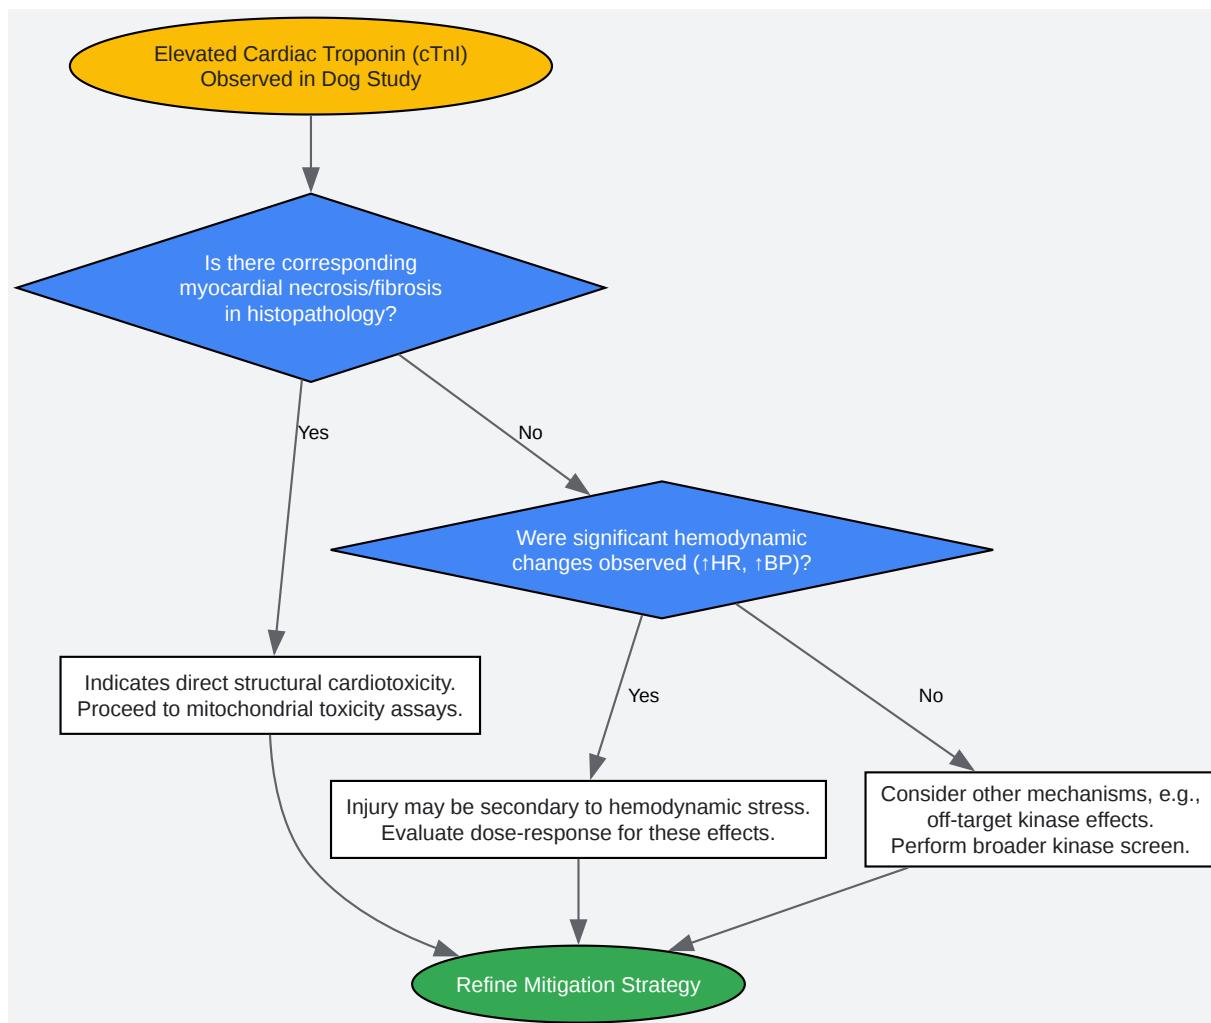 Elevated Cardiac Troponin (cTnI)
Observed in Dog Study
Is there corresponding
myocardial necrosis/fibrosis
in histopathology?
Yes
No
Were significant hemodynamic
changes observed (↑HR, ↑BP)?
Indicates direct structural cardiotoxicity.
Proceed to mitochondrial toxicity assays.
Yes
No
Injury may be secondary to hemodynamic stress.
Evaluate dose-response for these effects.
Consider other mechanisms, e.g.,
off-target kinase effects.
Perform broader kinase screen.
Refine Mitigation Strategy